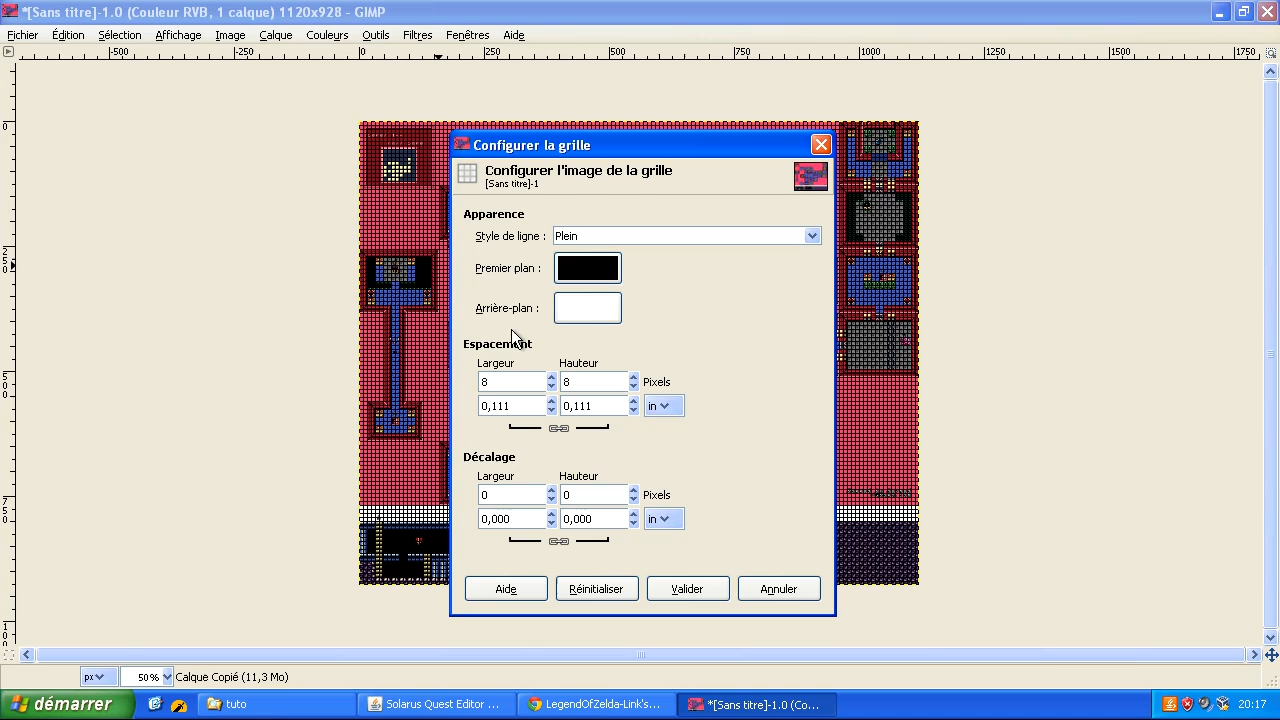 *[Sans titre]-1.0 (Couleur RVB, 1 calque) 1120x928 - GIMP
Fichier Édition Sélection Affichage Image Calque Couleurs Outils Filtres Fenêtres Aide
-500 -250 0 250 500 750 1000 1250 1500 1750
0
250
500
750
Configurer la grille
Configurer l'image de la grille
[Sans titre]-1
Apparence
Style de ligne : Plein
Premier plan :
Arrière-plan :
Espacement
Largeur Hauteur
8 8 Pixels
0,111 0,111 in
Décalage
Largeur Hauteur
0 0 Pixels
0,000 0,000 in
Aide Réinitialiser Valider Annuler
px 50 % Calque Copié (11,3 Mo)
démarrer tuto Solarus Quest Editor ... LegendOfZelda-Link's... *[Sans titre]-1.0 (Co... 20:17